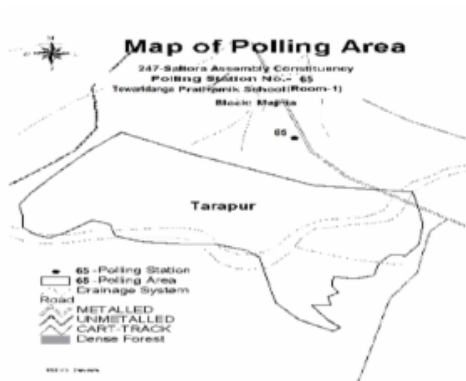 N
Map of Polling Area
247-Saltora Assembly Constituency
Polling Station No.- 65
Tewaridanga Prathamik School (Room-1)
Block: Mejhia
65
Tarapur
65 -Polling Station
65 -Polling Area
Drainage System
Road
METALLED
UNMETALLED
CART-TRACK
Dense Forest